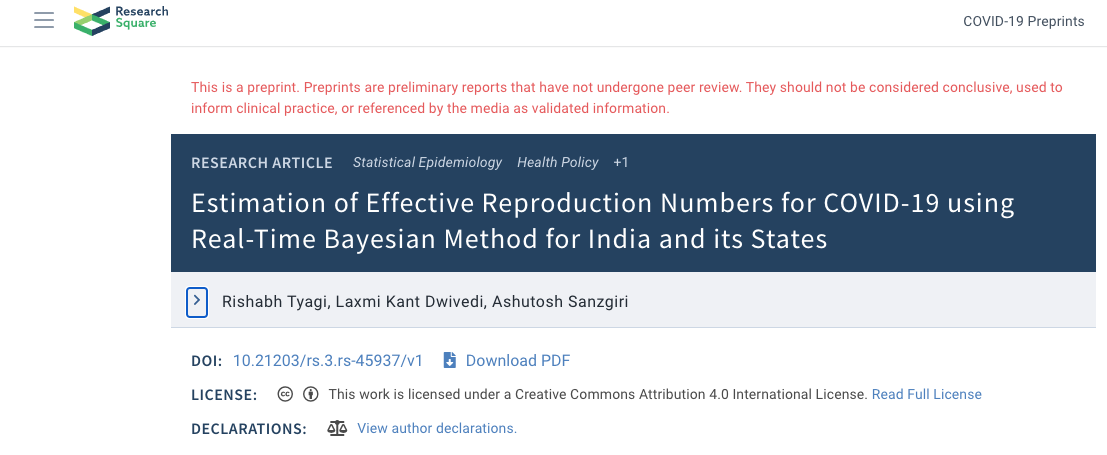 Research
Square
COVID-19 Preprints
This is a preprint. Preprints are preliminary reports that have not undergone peer review. They should not be considered conclusive, used to
inform clinical practice, or referenced by the media as validated information.
RESEARCH ARTICLE Statistical Epidemiology Health Policy +1
Estimation of Effective Reproduction Numbers for COVID-19 using
Real-Time Bayesian Method for India and its States
Rishabh Tyagi, Laxmi Kant Dwivedi, Ashutosh Sanzgiri
DOI: 10.21203/rs.3.rs-45937/v1 Download PDF
LICENSE: cc This work is licensed under a Creative Commons Attribution 4.0 International License. Read Full License
DECLARATIONS: View author declarations.